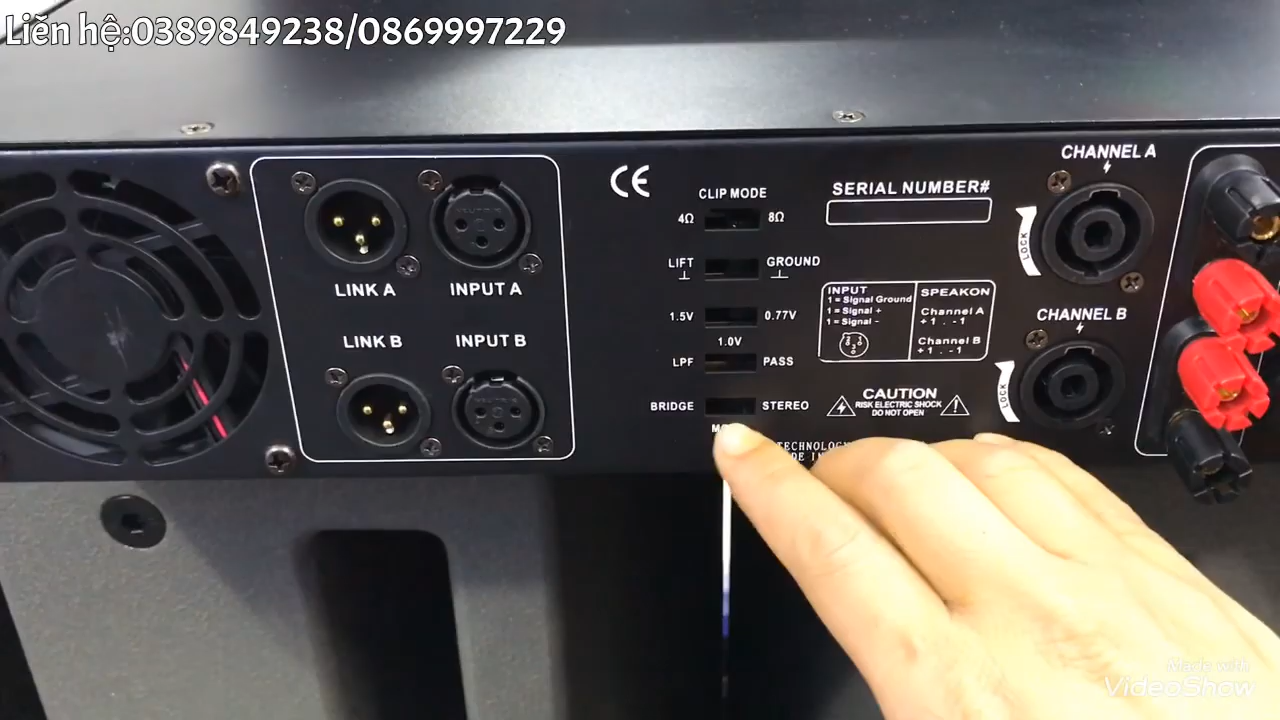 Liên hệ:0389849238/0869997229
CE
CLIP MODE
4Ω 8Ω
LIFT GROUND
1.5V 0.77V
1.0V
LPF PASS
BRIDGE STEREO
LINK A INPUT A
LINK B INPUT B
SERIAL NUMBER#
INPUT
1 = Signal Ground
1 = Signal +
1 = Signal -
SPEAKON
Channel A
+ 1 . - 1
Channel B
+ 1 . - 1
CAUTION
RISK ELECTRIC SHOCK
DO NOT OPEN
TECHNOLOGY
CHANNEL A
LOCK
CHANNEL B
LOCK
Made with
VideoShow